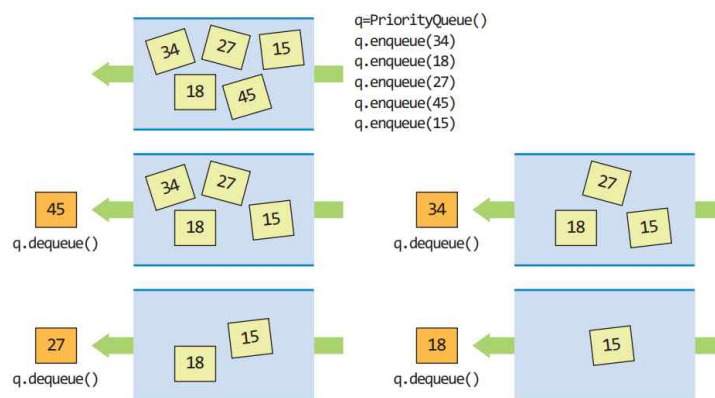 34
27
15
18
45
q=PriorityQueue()
q.enqueue(34)
q.enqueue(18)
q.enqueue(27)
q.enqueue(45)
q.enqueue(15)
45
q.dequeue()
34
27
18
15
34
q.dequeue()
27
18
15
27
q.dequeue()
15
18
18
q.dequeue()
15